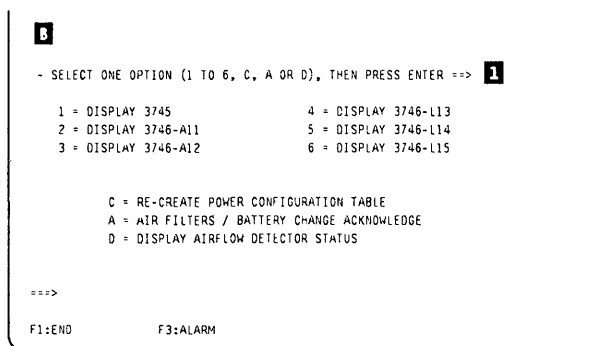 B
- SELECT ONE OPTION (1 TO 6, C, A OR D), THEN PRESS ENTER ==> 1
1 = DISPLAY 3745 4 = DISPLAY 3746-L13
2 = DISPLAY 3746-A11 5 = DISPLAY 3746-L14
3 = DISPLAY 3746-A12 6 = DISPLAY 3746-L15
C = RE-CREATE POWER CONFIGURATION TABLE
A = AIR FILTERS / BATTERY CHANGE ACKNOWLEDGE
D = DISPLAY AIRFLOW DETECTOR STATUS
===>
F1:END F3:ALARM